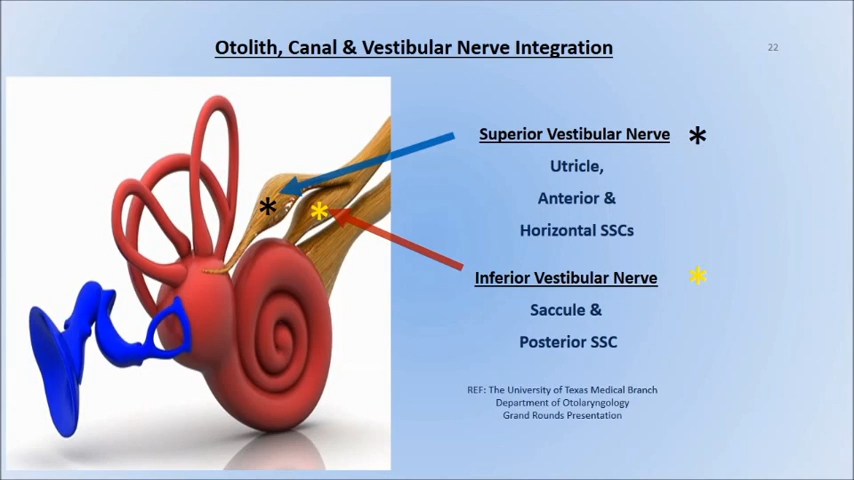 Otolith, Canal & Vestibular Nerve Integration
22
Superior Vestibular Nerve *
Utricle,
Anterior &
Horizontal SSCs
Inferior Vestibular Nerve *
Saccule &
Posterior SSC
REF: The University of Texas Medical Branch
Department of Otolaryngology
Grand Rounds Presentation